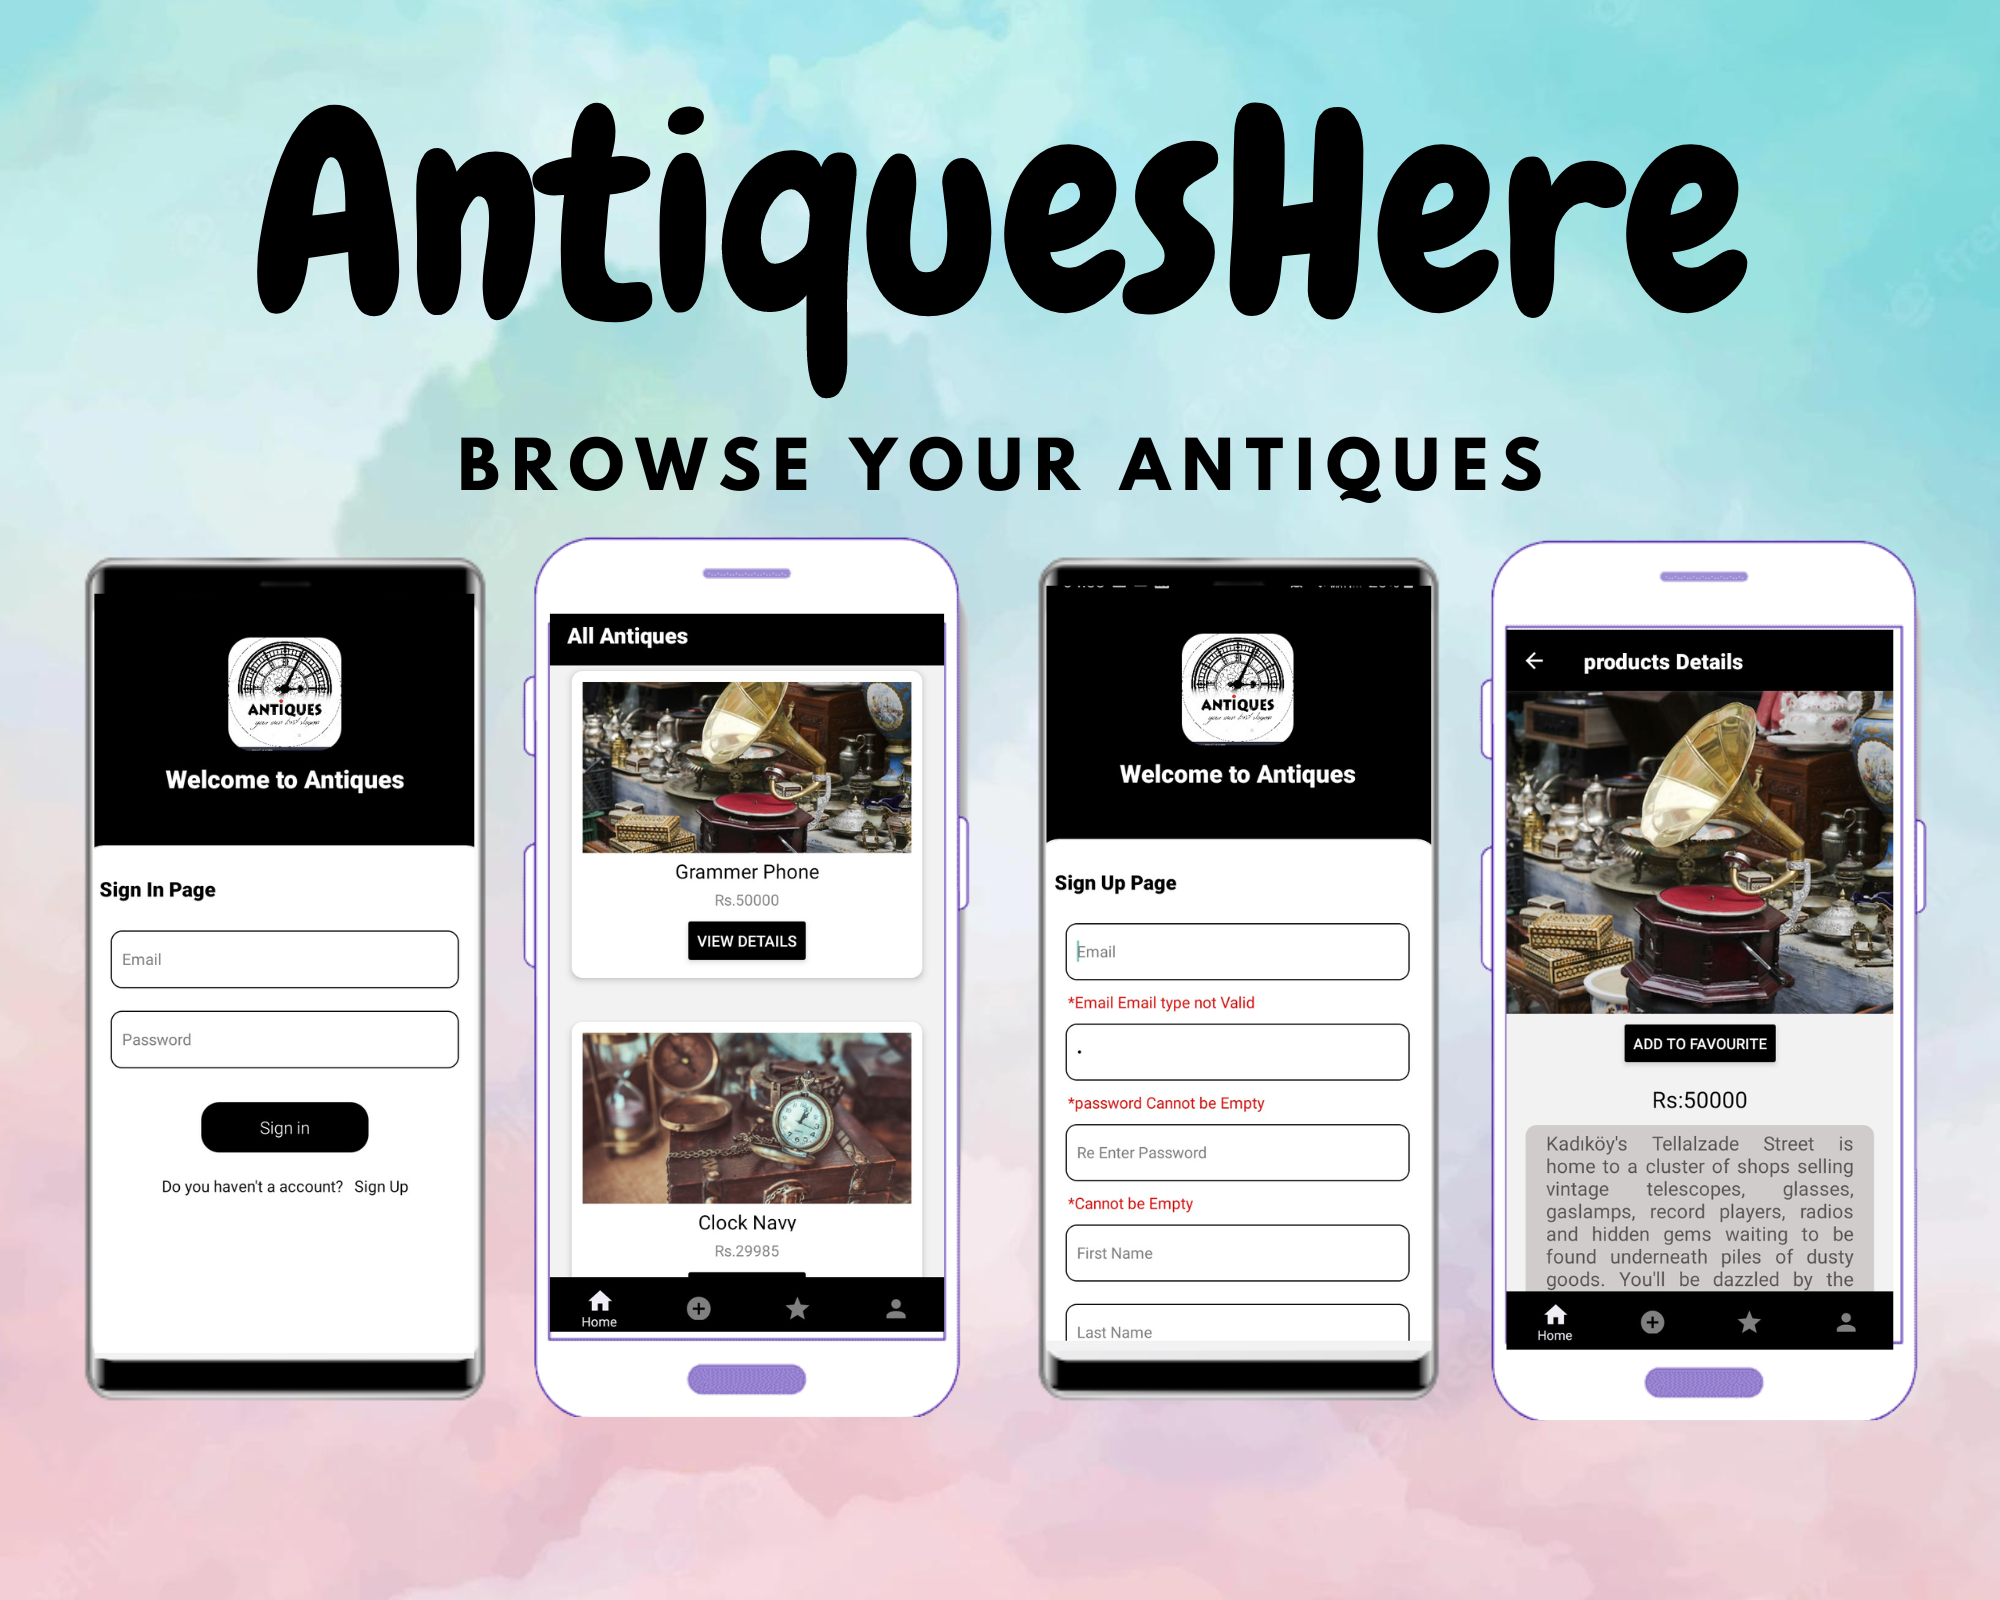 AntiquesHere
BROWSE YOUR ANTIQUES
ANTIQUES
Welcome to Antiques
Sign In Page
Email
Password
Sign in
Do you haven't a account? Sign Up
All Antiques
Grammer Phone
Rs.50000
VIEW DETAILS
Clock Navy
Rs.29985
Home
ANTIQUES
Welcome to Antiques
Sign Up Page
Email
*Email Email type not Valid
*password Cannot be Empty
Re Enter Password
*Cannot be Empty
First Name
Last Name
products Details
ADD TO FAVOURITE
Rs:50000
Kadıköy's Tellalzade Street is
home to a cluster of shops selling
vintage telescopes, glasses,
gaslamps, record players, radios
and hidden gems waiting to be
found underneath piles of dusty
goods. You'll be dazzled by the
Home